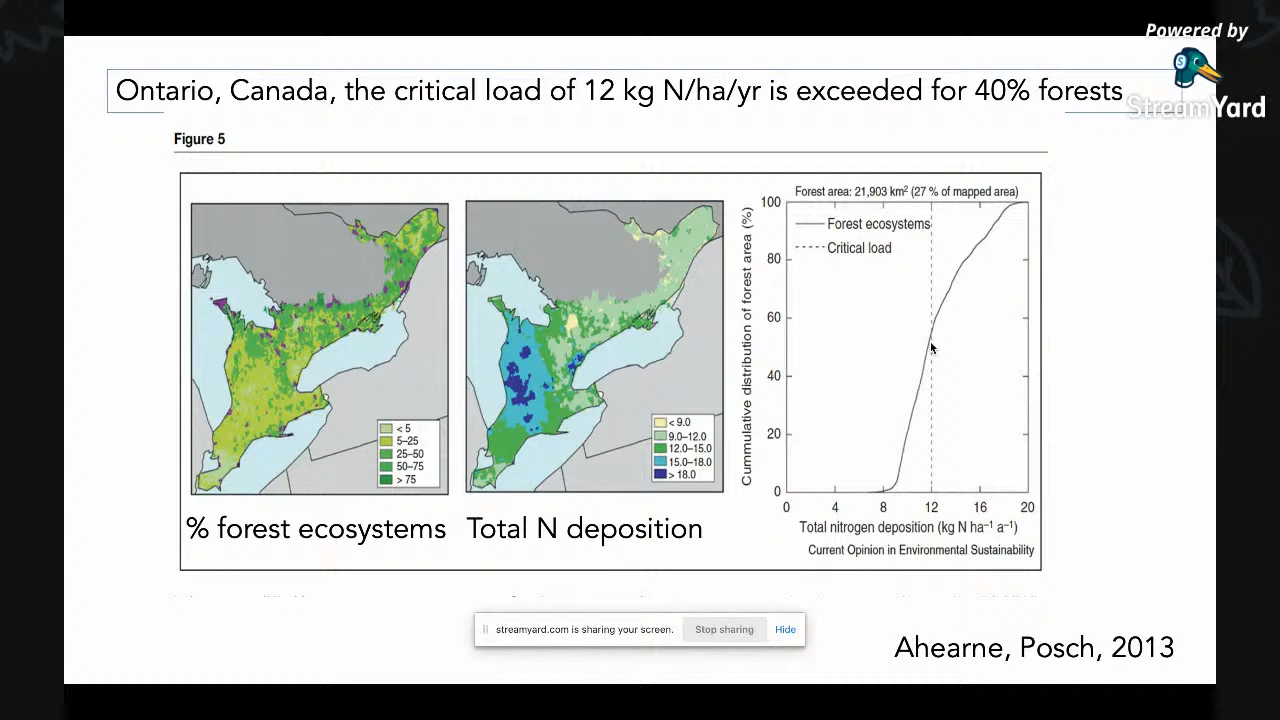 Powered by
StreamYard
Ontario, Canada, the critical load of 12 kg N/ha/yr is exceeded for 40% forests
Figure 5
< 5
5–25
25–50
50–75
> 75
% forest ecosystems
< 9.0
9.0–12.0
12.0–15.0
15.0–18.0
> 18.0
Total N deposition
Forest area: 21,903 km² (27 % of mapped area)
Forest ecosystems
Critical load
Cummulative distribution of forest area (%)
100
80
60
40
20
0
0 4 8 12 16 20
Total nitrogen deposition (kg N ha⁻¹ a⁻¹)
Current Opinion in Environmental Sustainability
streamyard.com is sharing your screen.
Stop sharing
Hide
Ahearne, Posch, 2013